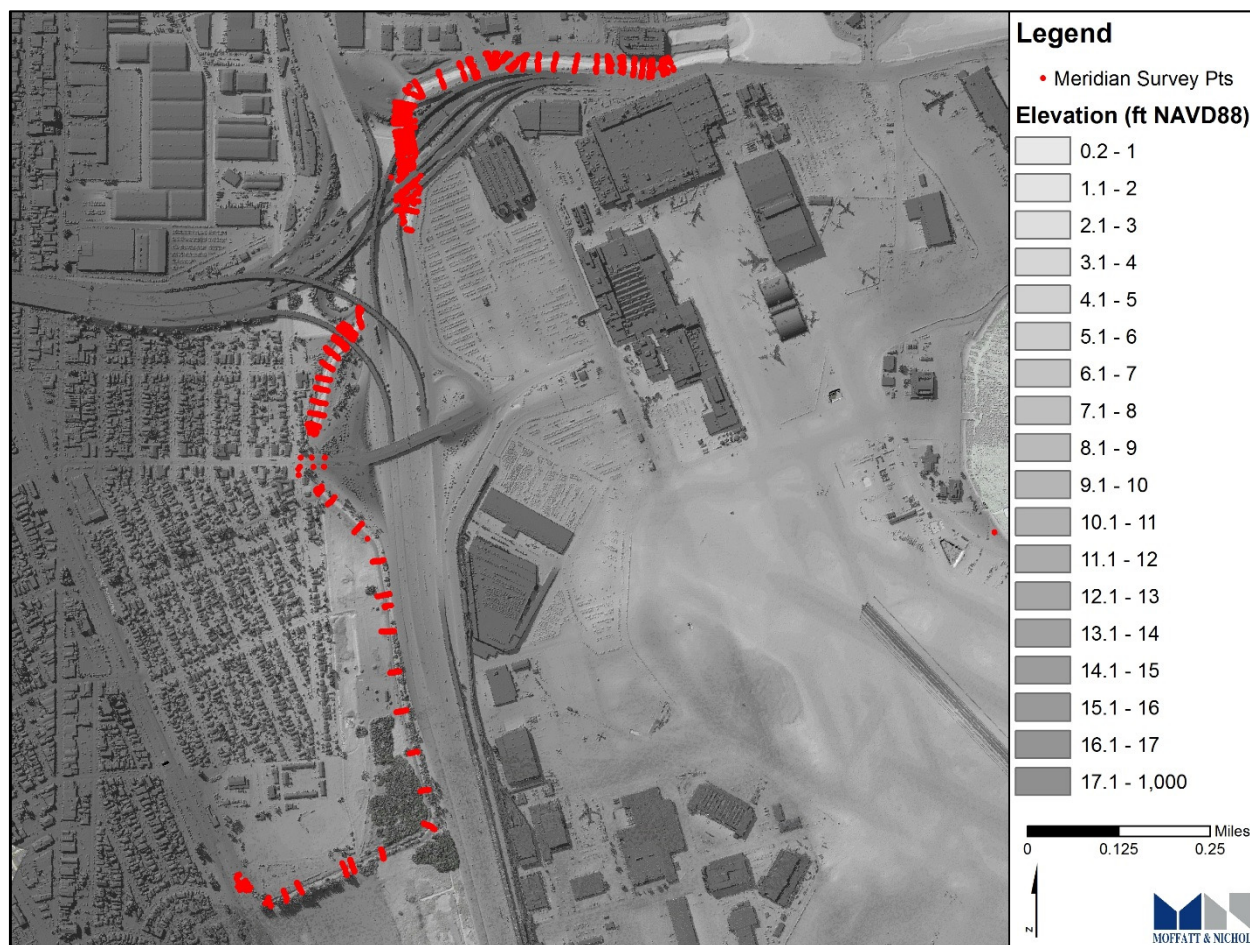 Legend
Meridian Survey Pts
Elevation (ft NAVD88)
0.2 - 1
1.1 - 2
2.1 - 3
3.1 - 4
4.1 - 5
5.1 - 6
6.1 - 7
7.1 - 8
8.1 - 9
9.1 - 10
10.1 - 11
11.1 - 12
12.1 - 13
13.1 - 14
14.1 - 15
15.1 - 16
16.1 - 17
17.1 - 1,000
Miles
0 0.125 0.25
N
MOFFATT & NICHOL